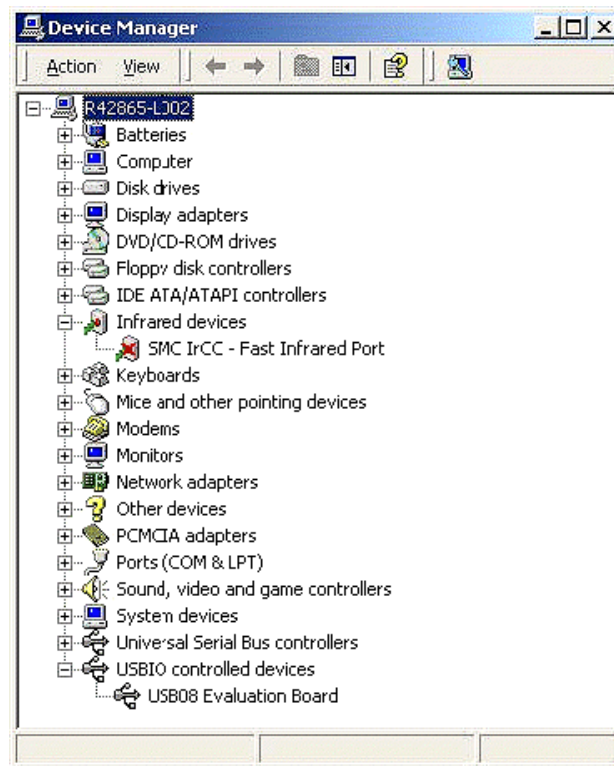 Device Manager
Action View
R42865-L002
Batteries
Computer
Disk drives
Display adapters
DVD/CD-ROM drives
Floppy disk controllers
IDE ATA/ATAPI controllers
Infrared devices
SMC IrCC - Fast Infrared Port
Keyboards
Mice and other pointing devices
Modems
Monitors
Network adapters
Other devices
PCMCIA adapters
Ports (COM & LPT)
Sound, video and game controllers
System devices
Universal Serial Bus controllers
USBIO controlled devices
USB08 Evaluation Board